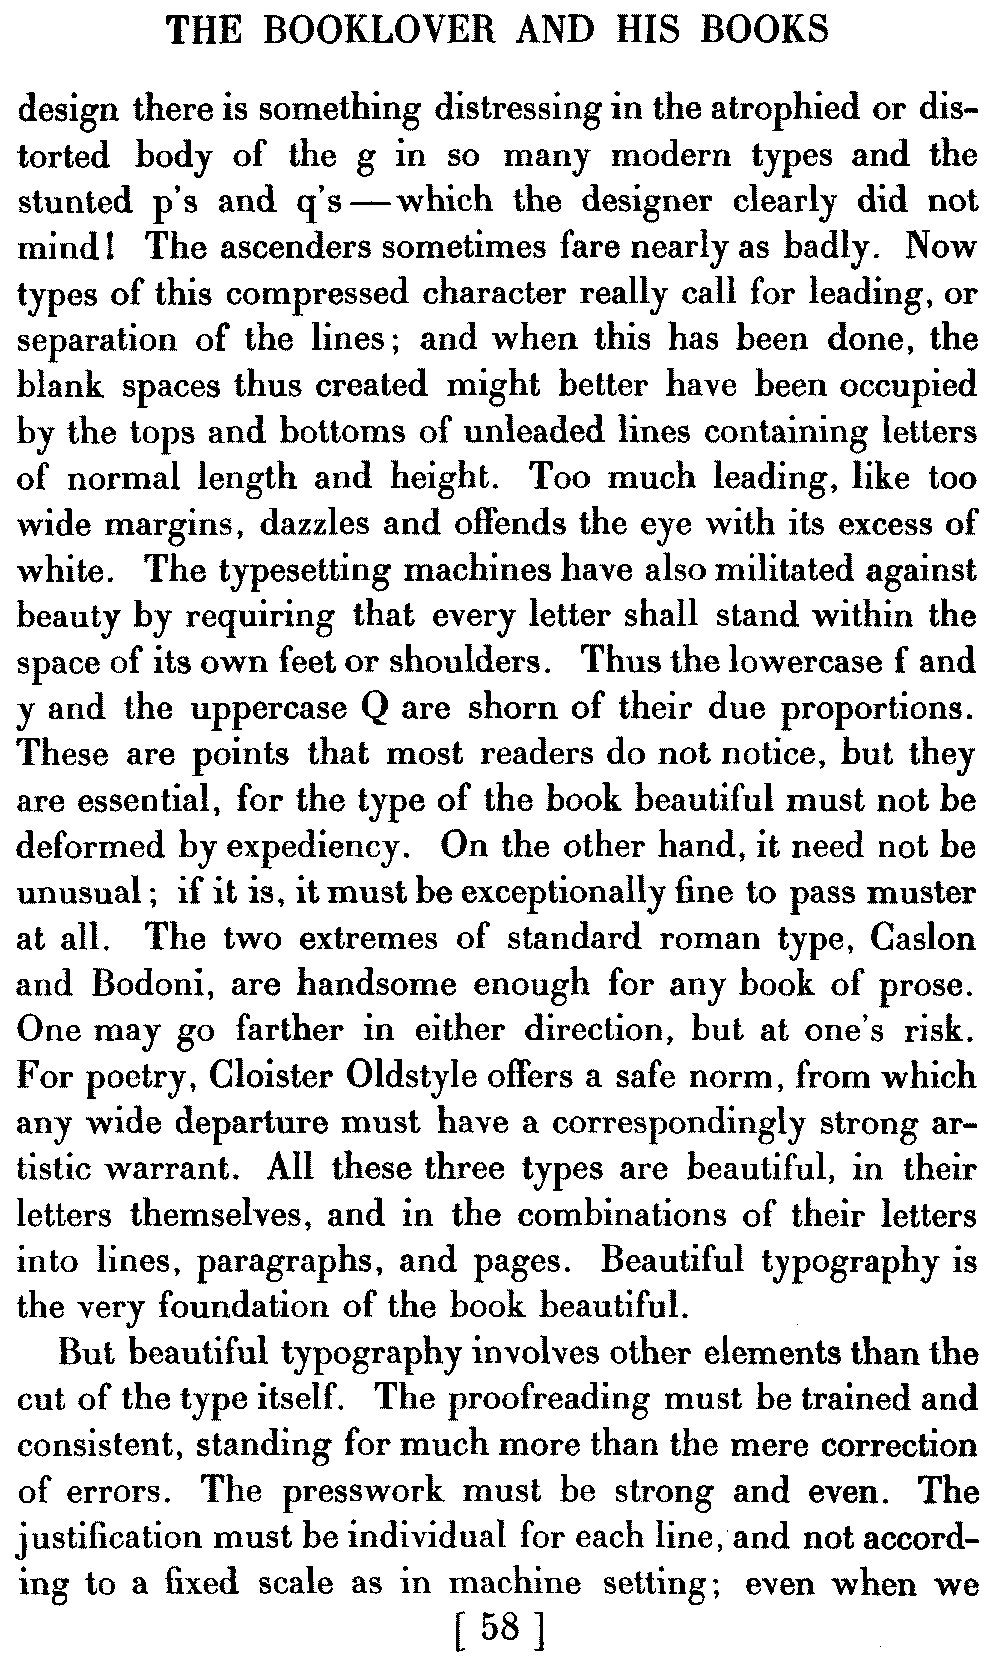 THE BOOKLOVER AND HIS BOOKS
design there is something distressing in the atrophied or dis-
torted body of the g in so many modern types and the
stunted p's and q's—which the designer clearly did not
mind! The ascenders sometimes fare nearly as badly. Now
types of this compressed character really call for leading, or
separation of the lines; and when this has been done, the
blank spaces thus created might better have been occupied
by the tops and bottoms of unleaded lines containing letters
of normal length and height. Too much leading, like too
wide margins, dazzles and offends the eye with its excess of
white. The typesetting machines have also militated against
beauty by requiring that every letter shall stand within the
space of its own feet or shoulders. Thus the lowercase f and
y and the uppercase Q are shorn of their due proportions.
These are points that most readers do not notice, but they
are essential, for the type of the book beautiful must not be
deformed by expediency. On the other hand, it need not be
unusual; if it is, it must be exceptionally fine to pass muster
at all. The two extremes of standard roman type, Caslon
and Bodoni, are handsome enough for any book of prose.
One may go farther in either direction, but at one's risk.
For poetry, Cloister Oldstyle offers a safe norm, from which
any wide departure must have a correspondingly strong ar-
tistic warrant. All these three types are beautiful, in their
letters themselves, and in the combinations of their letters
into lines, paragraphs, and pages. Beautiful typography is
the very foundation of the book beautiful.
But beautiful typography involves other elements than the
cut of the type itself. The proofreading must be trained and
consistent, standing for much more than the mere correction
of errors. The presswork must be strong and even. The
justification must be individual for each line, and not accord-
ing to a fixed scale as in machine setting; even when we
[ 58 ]